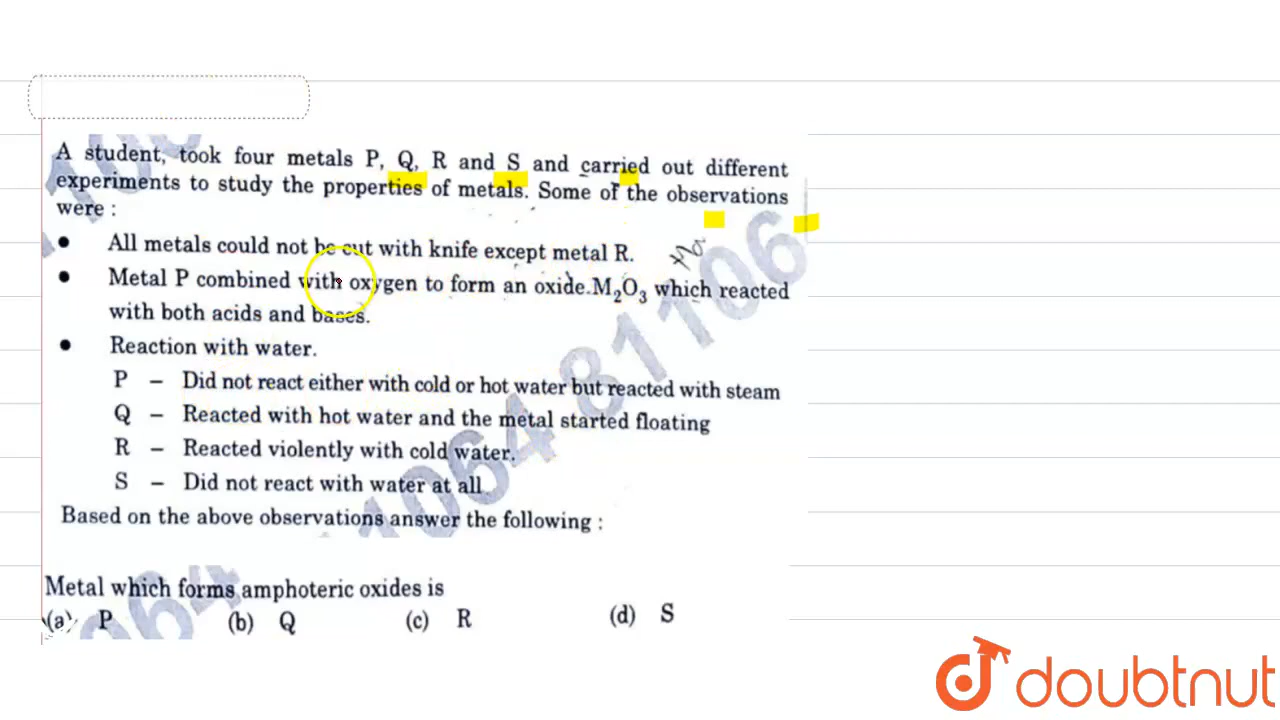 A student, took four metals P, Q, R and S and carried out different
experiments to study the properties of metals. Some of the observations
were :
● All metals could not be cut with knife except metal R.
● Metal P combined with oxygen to form an oxide.M₂O₃ which reacted
with both acids and bases.
● Reaction with water.
P – Did not react either with cold or hot water but reacted with steam
Q – Reacted with hot water and the metal started floating
R – Reacted violently with cold water.
S – Did not react with water at all
Based on the above observations answer the following :
Metal which forms amphoteric oxides is
(a) P (b) Q (c) R (d) S
doubtnut